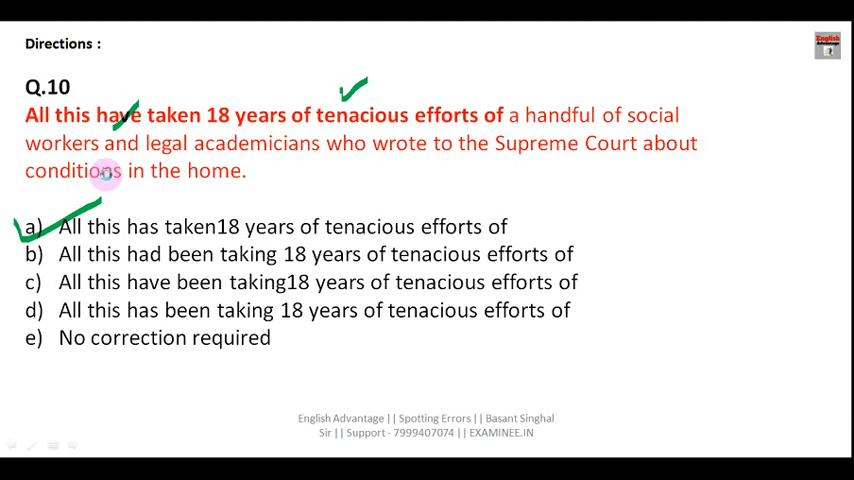 Directions :
English
Advantage
Q.10
All this have taken 18 years of tenacious efforts of a handful of social
workers and legal academicians who wrote to the Supreme Court about
conditions in the home.
a) All this has taken18 years of tenacious efforts of
b) All this had been taking 18 years of tenacious efforts of
c) All this have been taking18 years of tenacious efforts of
d) All this has been taking 18 years of tenacious efforts of
e) No correction required
English Advantage || Spotting Errors || Basant Singhal
Sir || Support - 7999407074 || EXAMINEE.IN